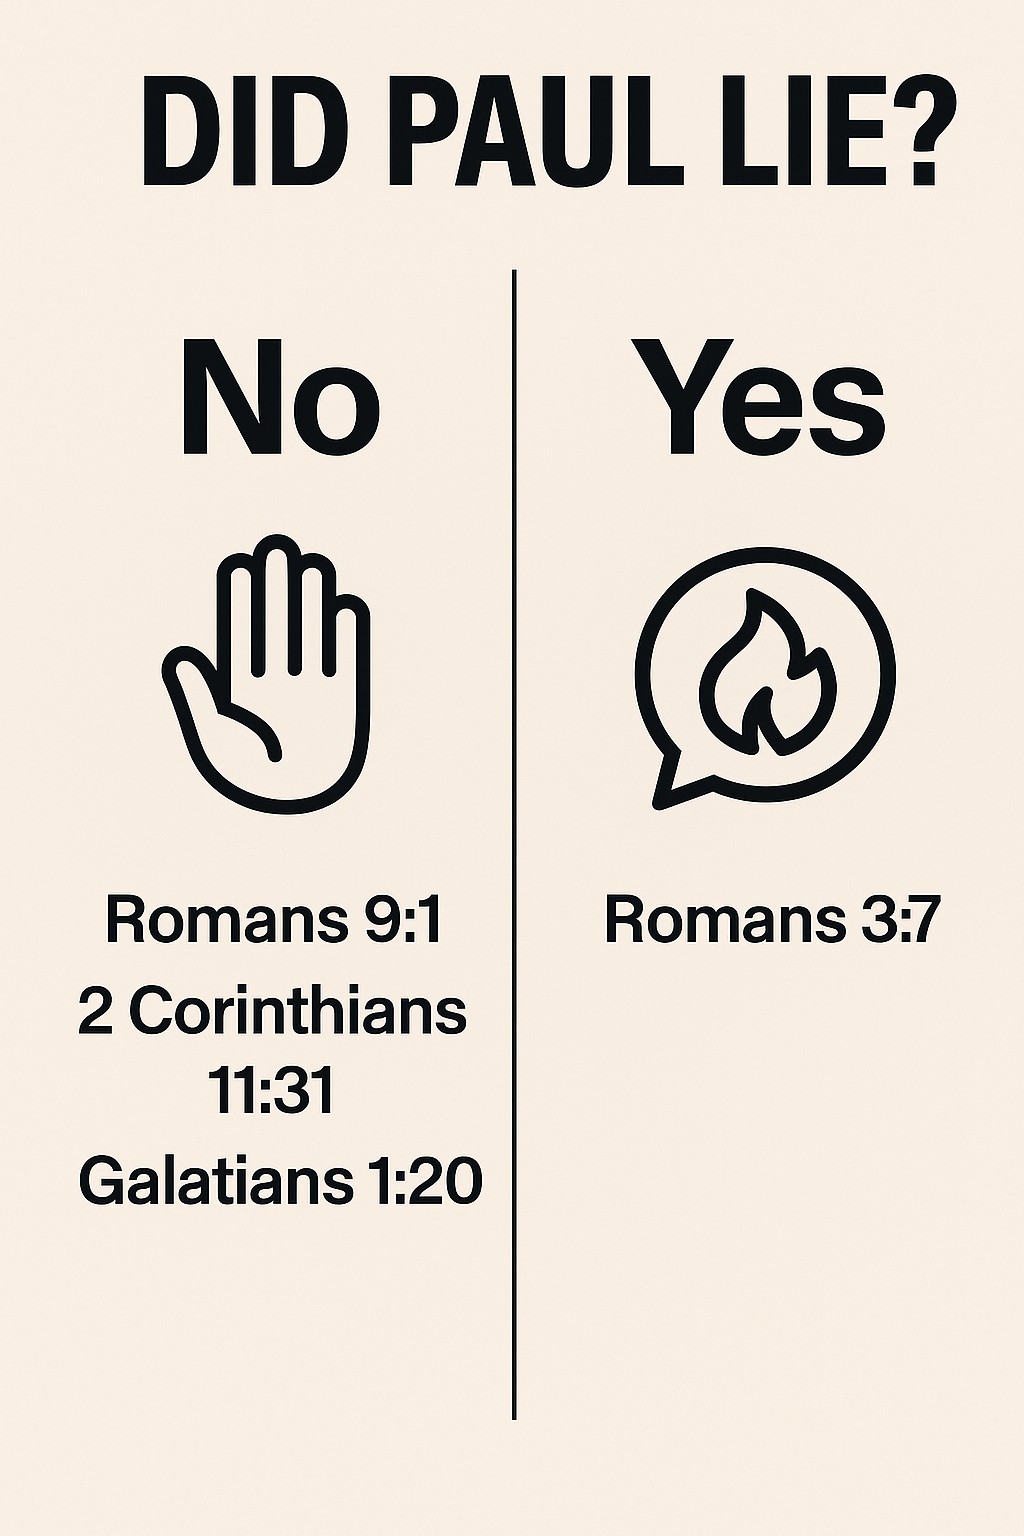 DID PAUL LIE?
No
Romans 9:1
2 Corinthians
11:31
Galatians 1:20
Yes
Romans 3:7